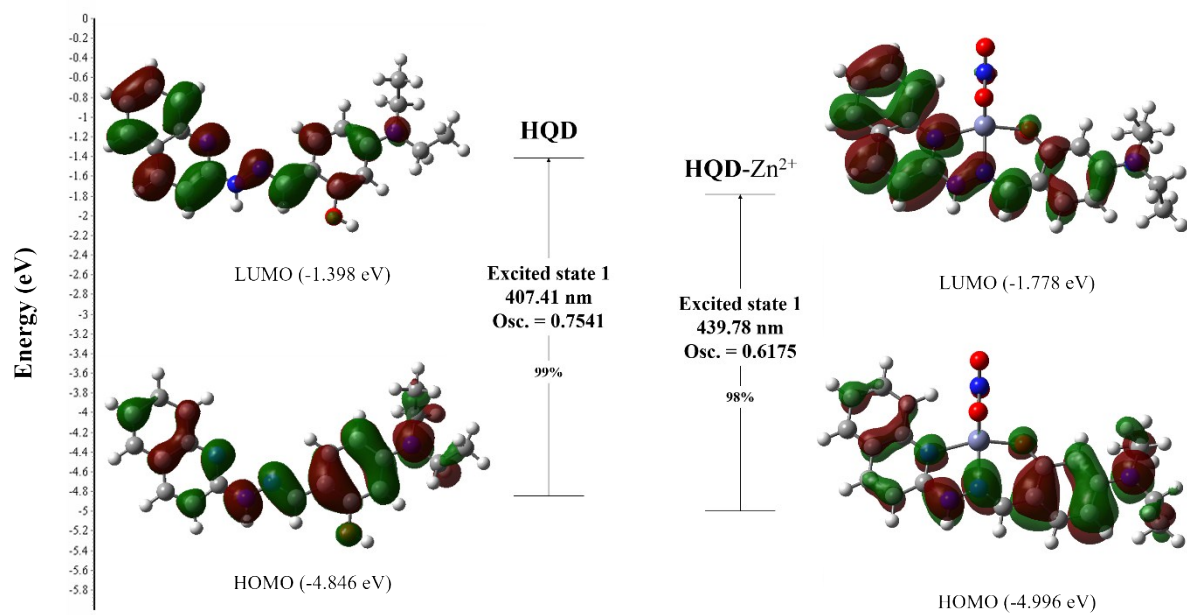 Energy (eV)
0
-0.2
-0.4
-0.6
-0.8
-1
-1.2
-1.4
-1.6
-1.8
-2
-2.2
-2.4
-2.6
-2.8
-3
-3.2
-3.4
-3.6
-3.8
-4
-4.2
-4.4
-4.6
-4.8
-5
-5.2
-5.4
-5.6
-5.8
LUMO (-1.398 eV)
HOMO (-4.846 eV)
HQD
Excited state 1
407.41 nm
Osc. = 0.7541
99%
HQD-Zn²⁺
Excited state 1
439.78 nm
Osc. = 0.6175
98%
LUMO (-1.778 eV)
HOMO (-4.996 eV)